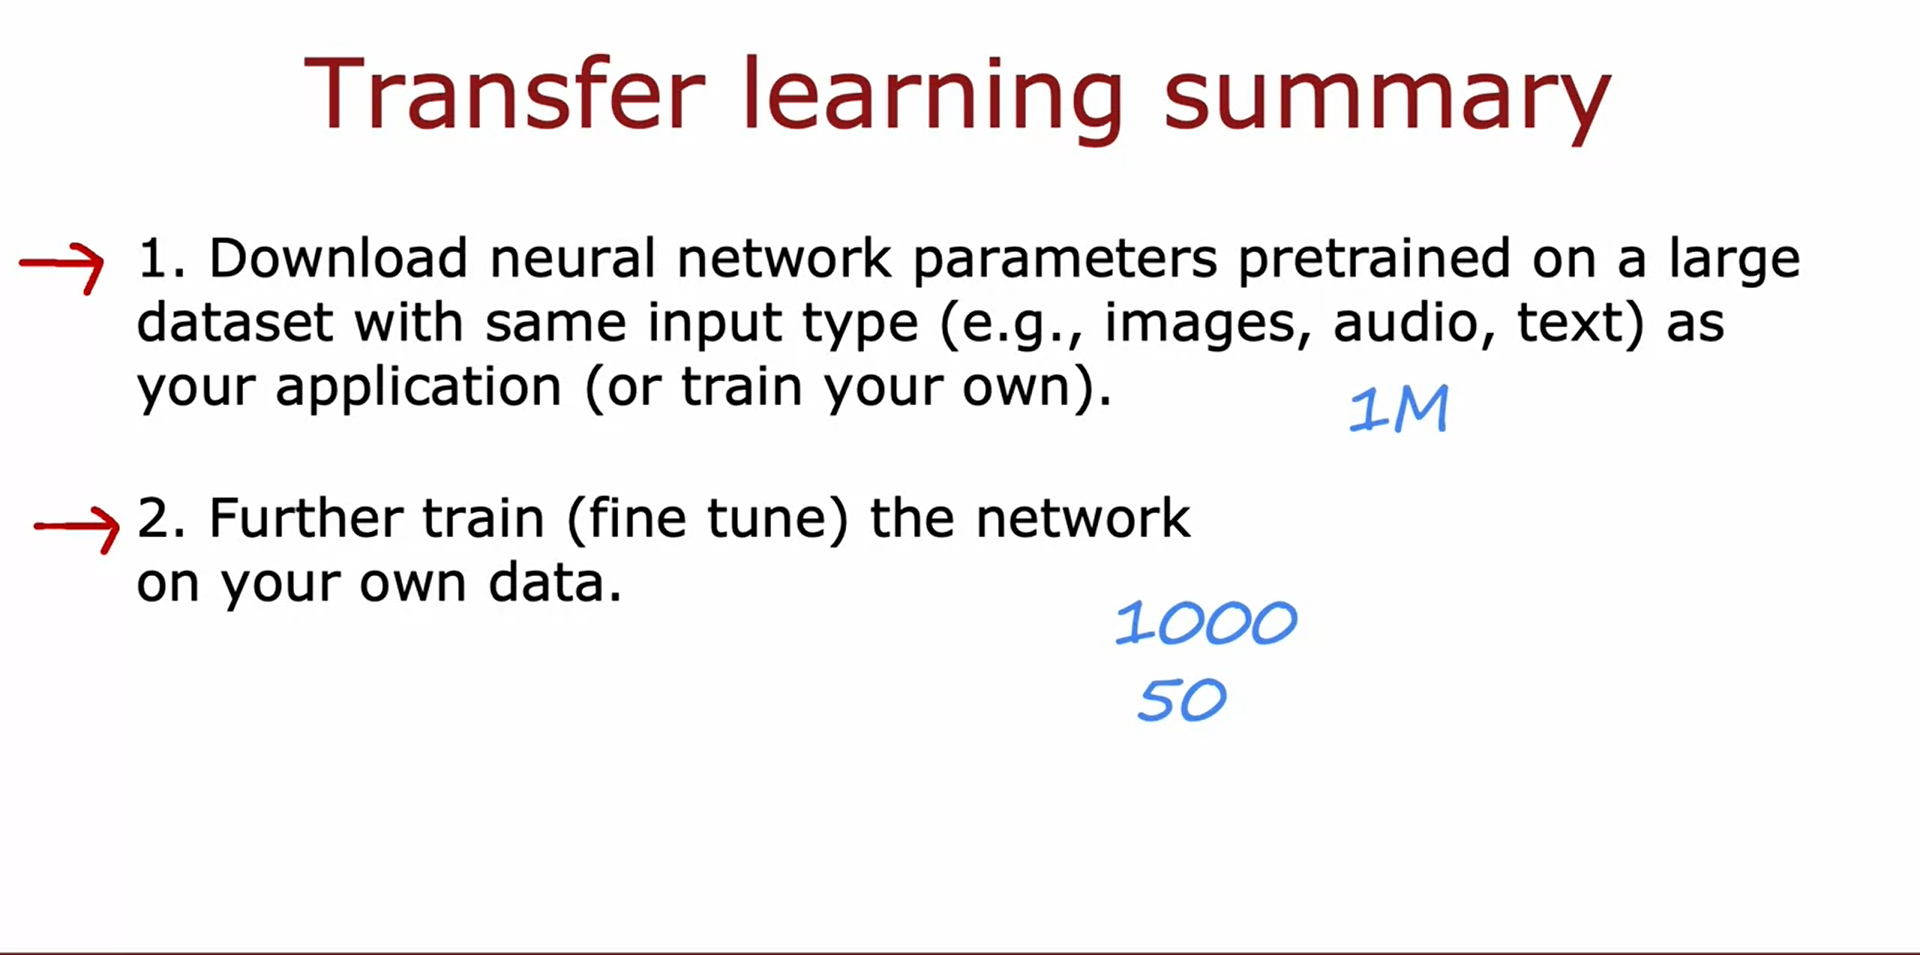 Transfer learning summary
1. Download neural network parameters pretrained on a large
dataset with same input type (e.g., images, audio, text) as
your application (or train your own).
1M
2. Further train (fine tune) the network
on your own data.
1000
50